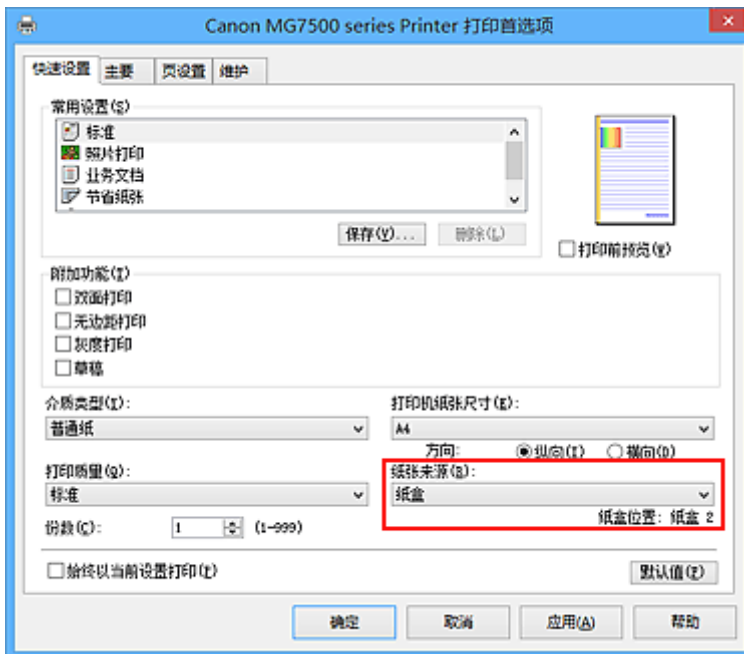 Canon MG7500 series Printer 打印首选项
快速设置 主要 页设置 维护
常用设置(S)
标准
照片打印
业务文档
节省纸张
保存(V)... 删除(L)
打印前预览(W)
附加功能(I)
双面打印
无边距打印
灰度打印
草稿
介质类型(I): 打印机纸张尺寸(E):
普通纸 A4
方向: 纵向(I) 横向(D)
打印质量(Q): 纸张来源(B):
标准 纸盒
纸盒位置: 纸盒 2
份数(C): 1 (1-999)
始终以当前设置打印(T) 默认值(F)
确定 取消 应用(A) 帮助